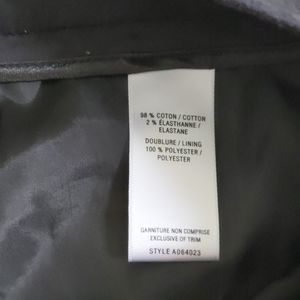 98 % COTON / COTTON
2 % ÉLASTHANNE /
ELASTANE
DOUBLURE / LINING
100 % POLYESTER /
POLYESTER
GARNITURE NON COMPRISE
EXCLUSIVE OF TRIM
STYLE A064023